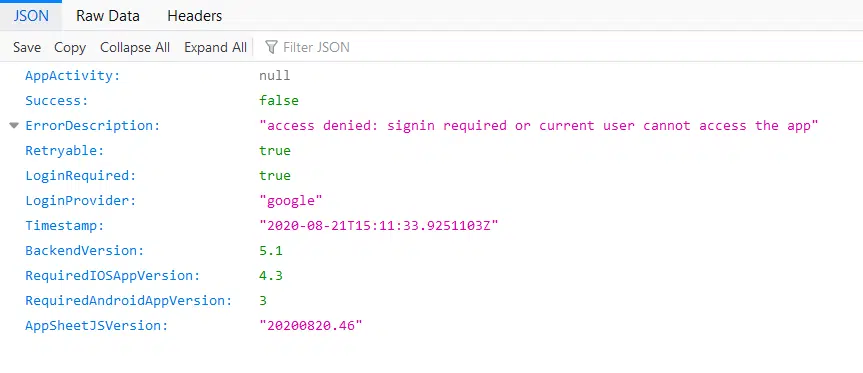 JSON Raw Data Headers
Save Copy Collapse All Expand All Filter JSON
AppActivity: null
Success: false
ErrorDescription: "access denied: signin required or current user cannot access the app"
Retryable: true
LoginRequired: true
LoginProvider: "google"
Timestamp: "2020-08-21T15:11:33.9251103Z"
BackendVersion: 5.1
RequiredIOSAppVersion: 4.3
RequiredAndroidAppVersion: 3
AppSheetJSVersion: "20200820.46"